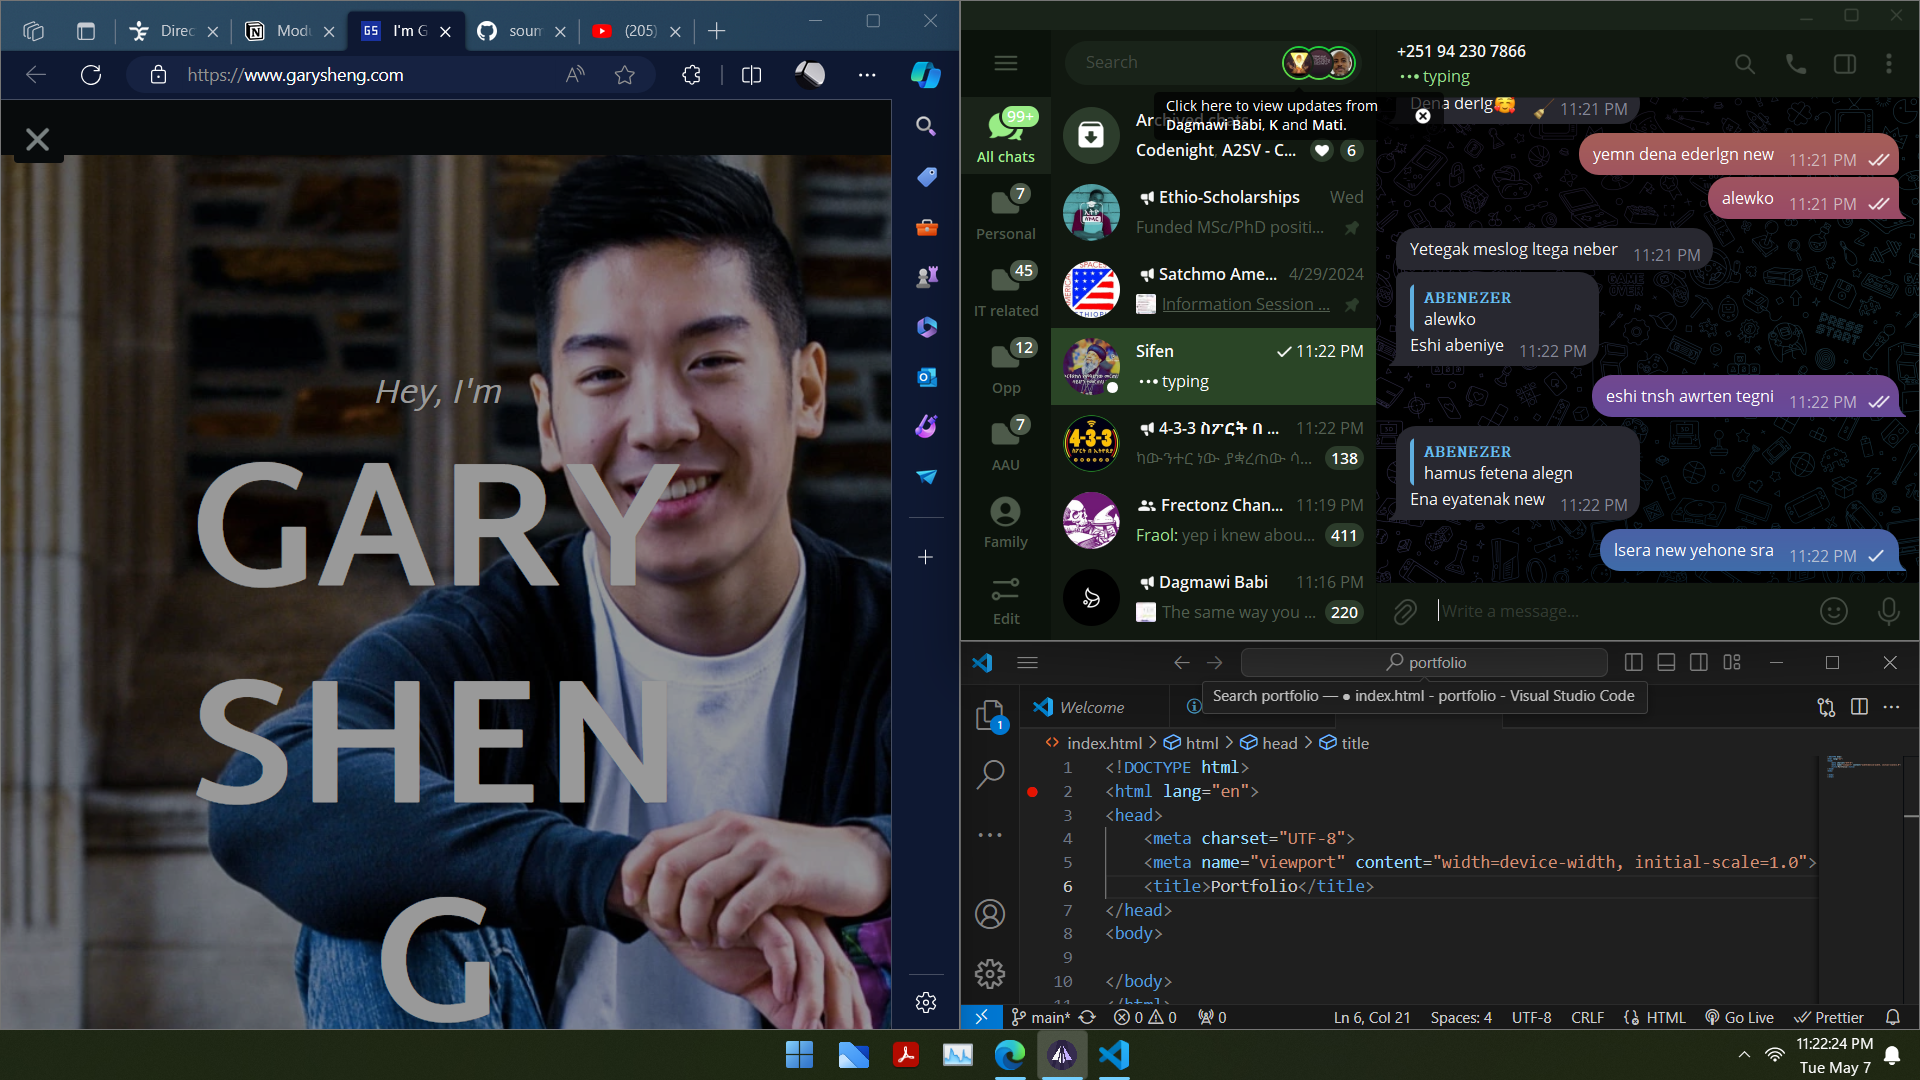 Direc
Modu
GS
I'm G
soum
(205)
https://www.garysheng.com
Hey, I'm
GARY
SHEN
G
Search
Click here to view updates from
Dagmawi Babi, K and Mati.
99+
All chats
7
Personal
45
IT related
12
Opp
7
AAU
Family
Edit
Codenight, A2SV - C...
6
Ethio-Scholarships
Wed
Funded MSc/PhD positi...
Satchmo Ame...
4/29/2024
Information Session ...
Sifen
11:22 PM
typing
4-3-3 ስፖርት በ ...
11:22 PM
ካውንተር ነው ያቋረጠው ሳ...
138
Frectonz Chan...
11:19 PM
Fraol: yep i knew abou...
411
Dagmawi Babi
11:16 PM
The same way you ...
220
+251 94 230 7866
typing
Dena derlg🥰
11:21 PM
yemn dena ederlgn new
11:21 PM
alewko
11:21 PM
Yetegak meslog ltega neber
11:21 PM
ABENEZER
alewko
Eshi abeniye
11:22 PM
eshi tnsh awrten tegni
11:22 PM
ABENEZER
hamus fetena alegn
Ena eyatenak new
11:22 PM
lsera new yehone sra
11:22 PM
Write a message...
portfolio
Search portfolio — ● index.html - portfolio - Visual Studio Code
1
Welcome
index.html > html > head > title
1 <!DOCTYPE html>
2 <html lang="en">
3 <head>
4 <meta charset="UTF-8">
5 <meta name="viewport" content="width=device-width, initial-scale=1.0">
6 <title>Portfolio</title>
7 </head>
8 <body>
9
10 </body>
11 </html>
main*
0
0
0
Ln 6, Col 21
Spaces: 4
UTF-8
CRLF
HTML
Go Live
Prettier
11:22:24 PM
Tue May 7